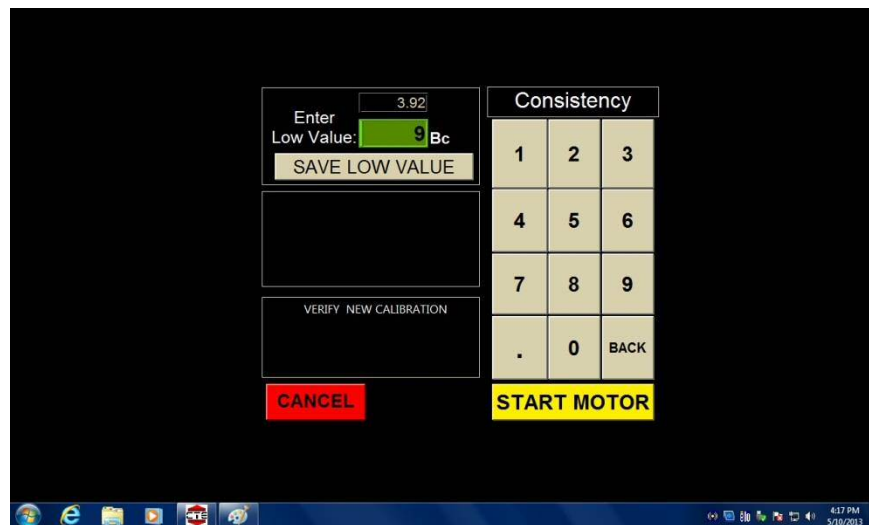 3.92
Enter
Low Value: 9 Bc
SAVE LOW VALUE
VERIFY NEW CALIBRATION
CANCEL
Consistency
1 2 3
4 5 6
7 8 9
. 0 BACK
START MOTOR
4:17 PM
5/10/2013